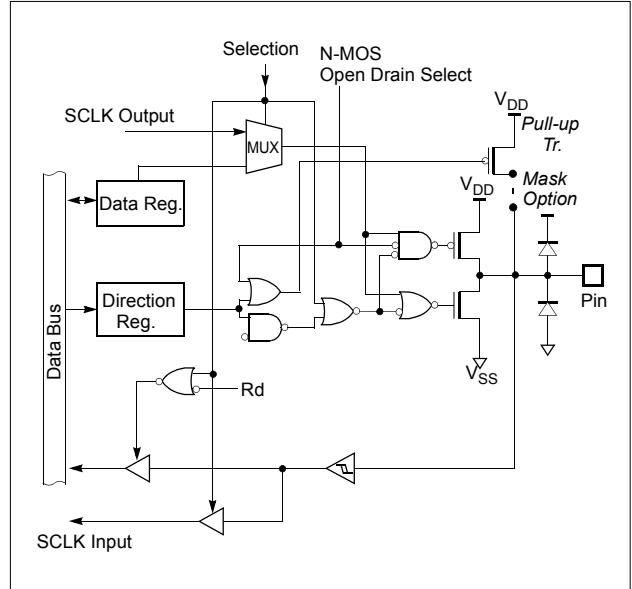 Selection
N-MOS
Open Drain Select
SCLK Output
VDD
Pull-up
Tr.
MUX
Mask
Option
VDD
Data Reg.
Direction
Reg.
Data Bus
Pin
VSS
Rd
SCLK Input